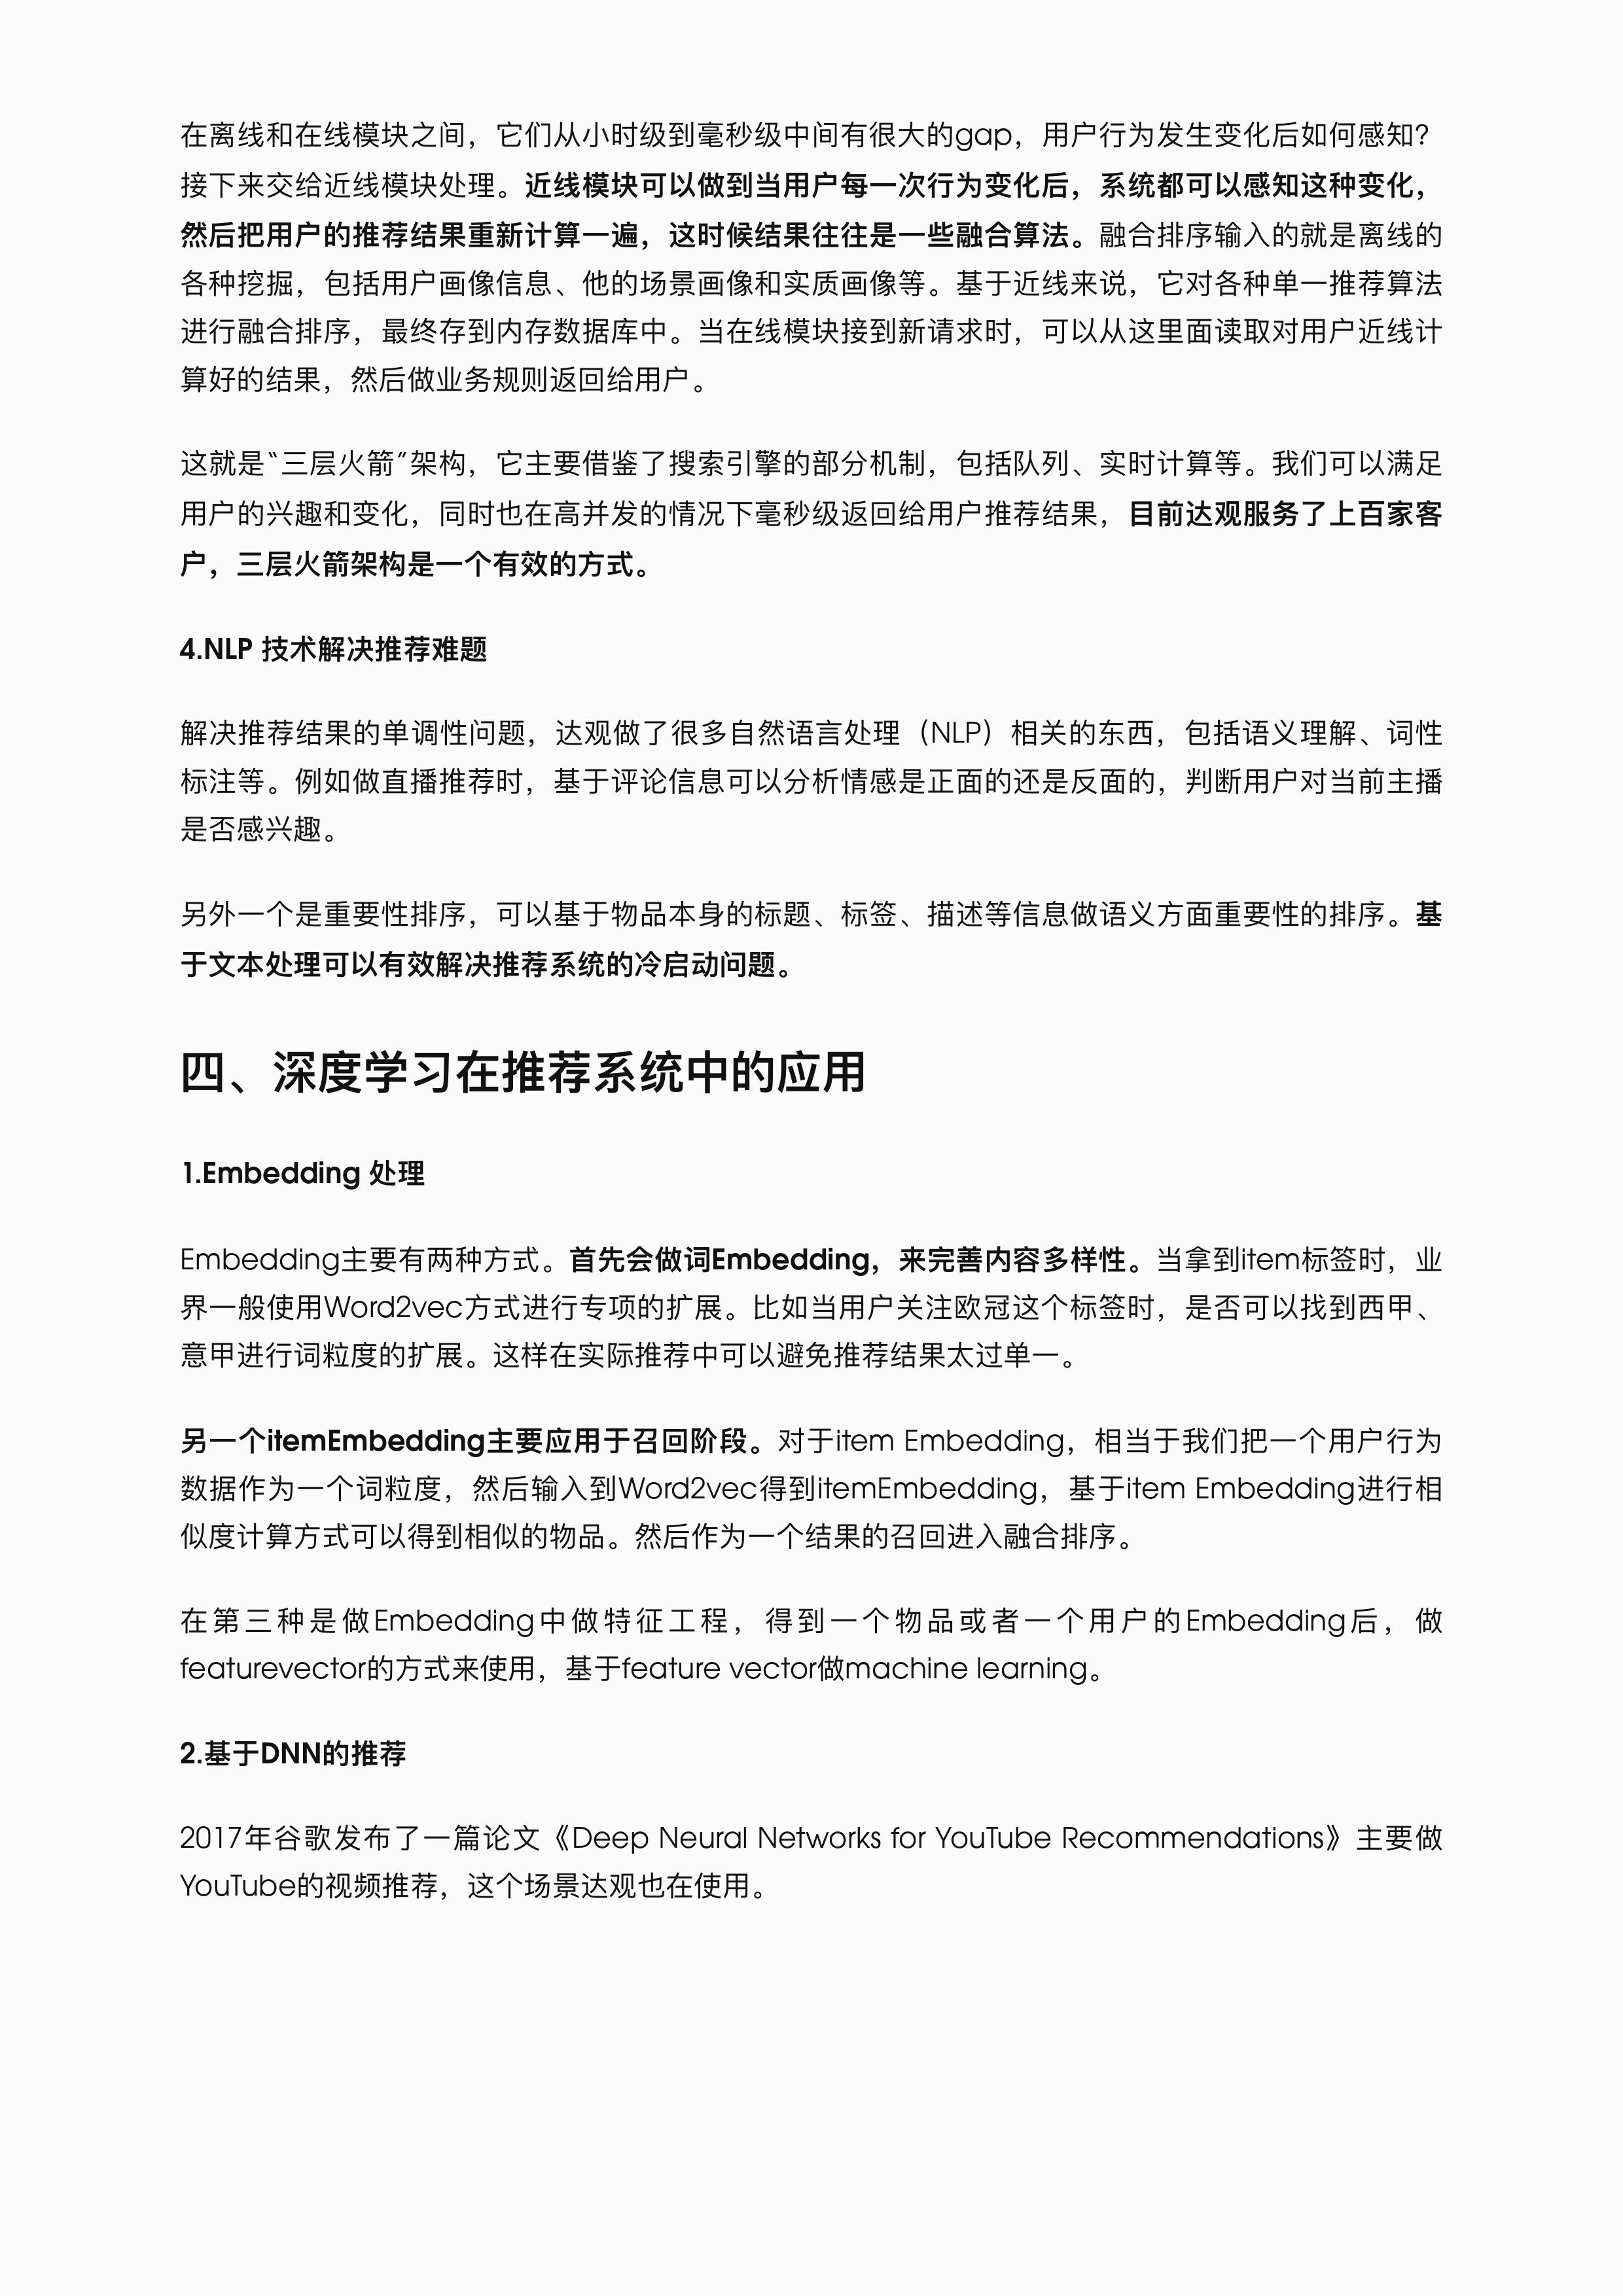 在离线和在线模块之间，它们从小时级到毫秒级中间有很大的gap，用户行为发生变化后如何感知？
接下来交给近线模块处理。近线模块可以做到当用户每一次行为变化后，系统都可以感知这种变化，
然后把用户的推荐结果重新计算一遍，这时候结果往往是一些融合算法。融合排序输入的就是离线的
各种挖掘，包括用户画像信息、他的场景画像和实质画像等。基于近线来说，它对各种单一推荐算法
进行融合排序，最终存到内存数据库中。当在线模块接到新请求时，可以从这里面读取对用户近线计
算好的结果，然后做业务规则返回给用户。
这就是“三层火箭”架构，它主要借鉴了搜索引擎的部分机制，包括队列、实时计算等。我们可以满足
用户的兴趣和变化，同时也在高并发的情况下毫秒级返回给用户推荐结果，目前达观服务了上百家客
户，三层火箭架构是一个有效的方式。
4.NLP 技术解决推荐难题
解决推荐结果的单调性问题，达观做了很多自然语言处理（NLP）相关的东西，包括语义理解、词性
标注等。例如做直播推荐时，基于评论信息可以分析情感是正面的还是反面的，判断用户对当前主播
是否感兴趣。
另外一个是重要性排序，可以基于物品本身的标题、标签、描述等信息做语义方面重要性的排序。基
于文本处理可以有效解决推荐系统的冷启动问题。
四、深度学习在推荐系统中的应用
1.Embedding 处理
Embedding主要有两种方式。首先会做词Embedding，来完善内容多样性。当拿到item标签时，业
界一般使用Word2vec方式进行专项的扩展。比如当用户关注欧冠这个标签时，是否可以找到西甲、
意甲进行词粒度的扩展。这样在实际推荐中可以避免推荐结果太过单一。
另一个itemEmbedding主要应用于召回阶段。对于item Embedding，相当于我们把一个用户行为
数据作为一个词粒度，然后输入到Word2vec得到itemEmbedding，基于item Embedding进行相
似度计算方式可以得到相似的物品。然后作为一个结果的召回进入融合排序。
在第三种是做Embedding中做特征工程，得到一个物品或者一个用户的Embedding后，做
featurevector的方式来使用，基于feature vector做machine learning。
2.基于DNN的推荐
2017年谷歌发布了一篇论文《Deep Neural Networks for YouTube Recommendations》主要做
YouTube的视频推荐，这个场景达观也在使用。